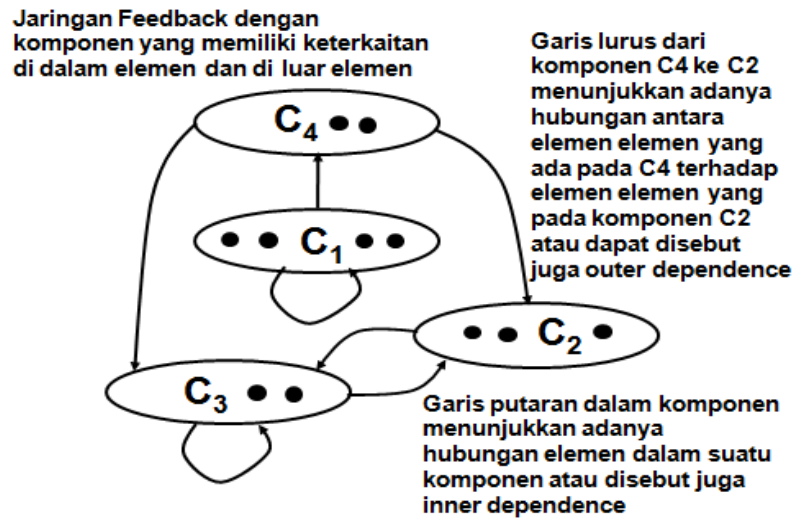 Jaringan Feedback dengan
komponen yang memiliki keterkaitan
di dalam elemen dan di luar elemen
Garis lurus dari
komponen C4 ke C2
menunjukkan adanya
hubungan antara
elemen elemen yang
ada pada C4 terhadap
elemen elemen yang
pada komponen C2
atau dapat disebut
juga outer dependence
C4
C1
C2
C3
Garis putaran dalam komponen
menunjukkan adanya
hubungan elemen dalam suatu
komponen atau disebut juga
inner dependence